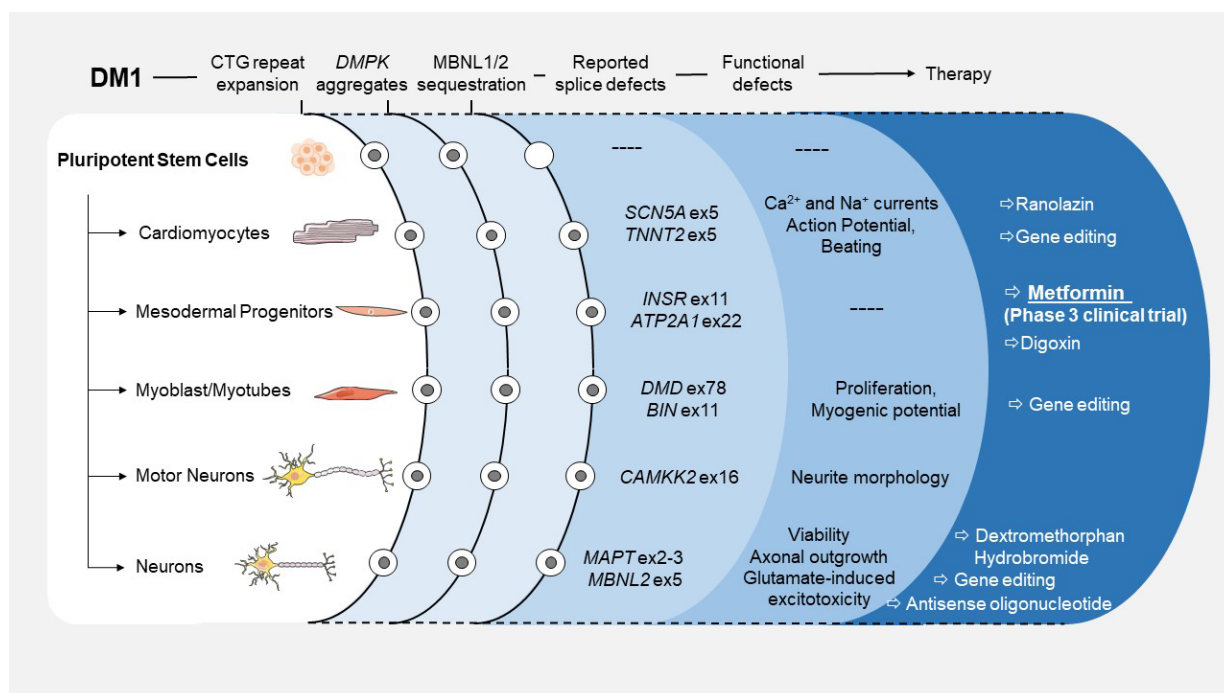 DM1
CTG repeat
expansion
DMPK
aggregates
MBNL1/2
sequestration
Reported
splice defects
Functional
defects
Therapy
Pluripotent Stem Cells
----
----
Cardiomyocytes
SCN5A ex5
TNNT2 ex5
Ca²⁺ and Na⁺ currents
Action Potential,
Beating
⇨Ranolazin
⇨Gene editing
Mesodermal Progenitors
INSR ex11
ATP2A1 ex22
----
⇨ Metformin
(Phase 3 clinical trial)
⇨Digoxin
Myoblast/Myotubes
DMD ex78
BIN ex11
Proliferation,
Myogenic potential
⇨ Gene editing
Motor Neurons
CAMKK2 ex16
Neurite morphology
Neurons
MAPT ex2-3
MBNL2 ex5
Viability
Axonal outgrowth
Glutamate-induced
excitotoxicity
⇨ Dextromethorphan
Hydrobromide
⇨ Gene editing
⇨ Antisense oligonucleotide